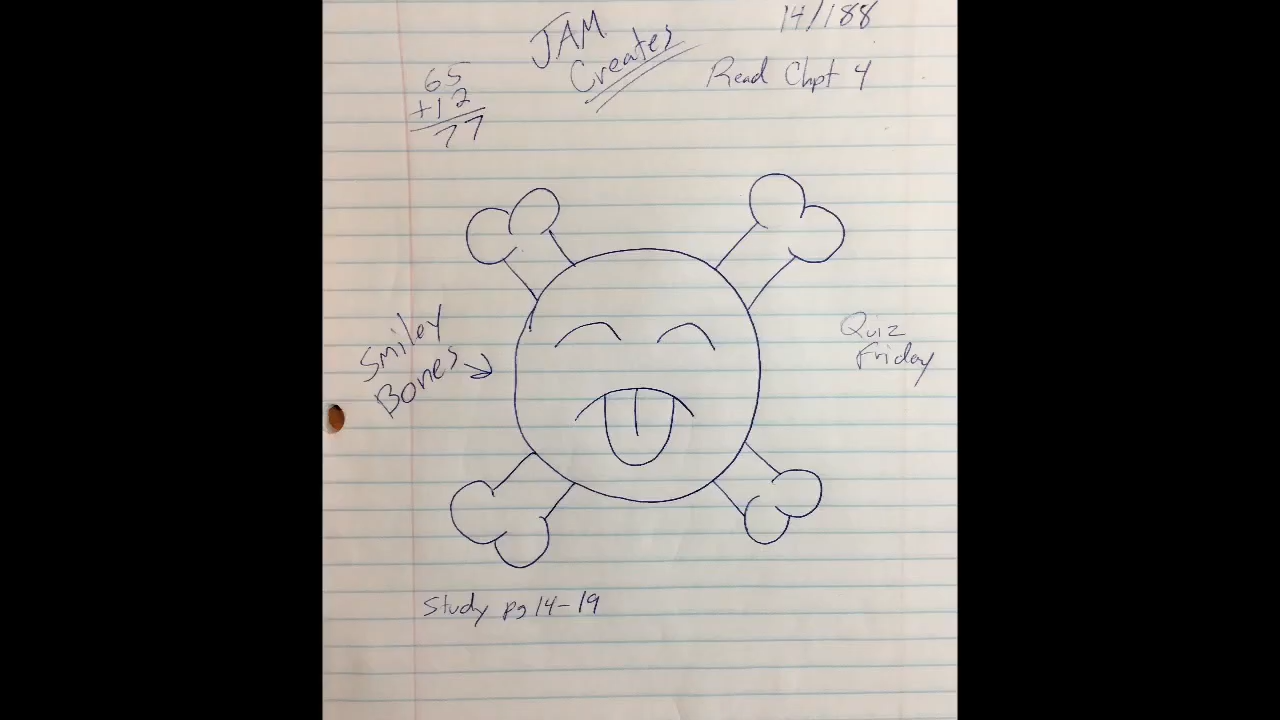 JAM
Creates
14/188
65
+12
77
Read Chpt 4
Smiley
Bones
Quiz
Friday
Study pg 14-19